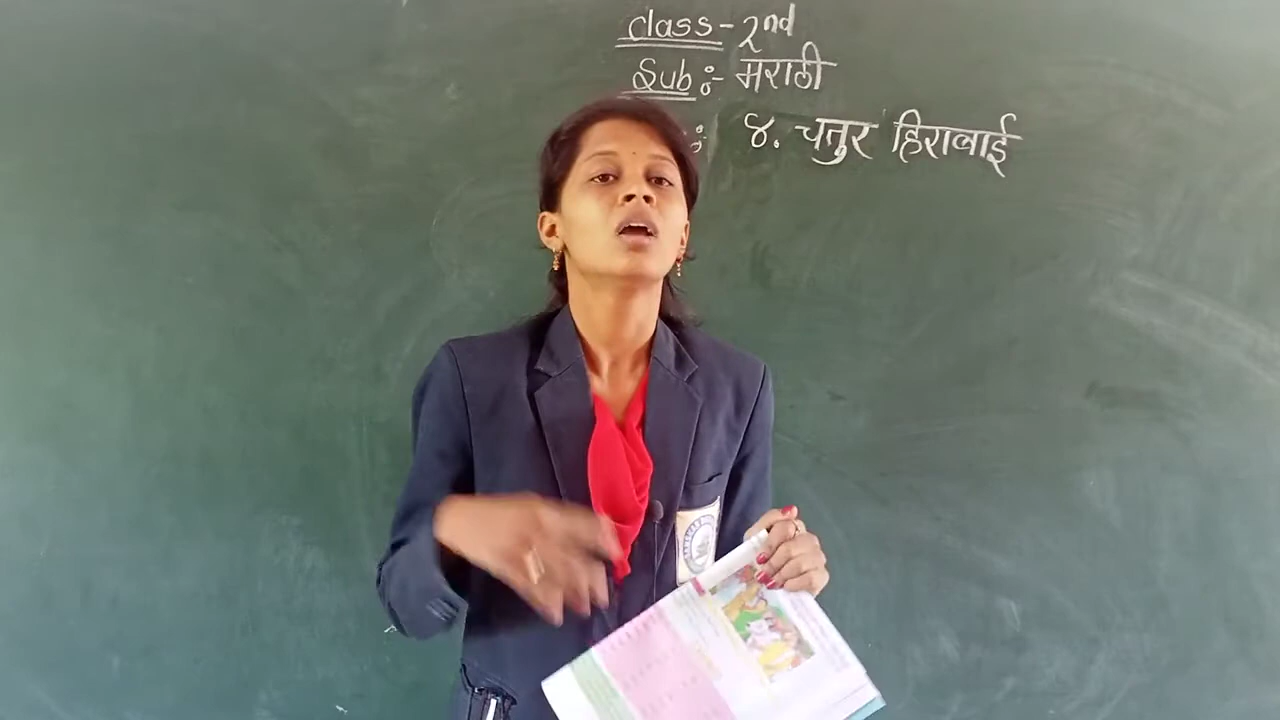 class - 2nd
Sub :- मराठी
:- ४. चतुर हिराबाई